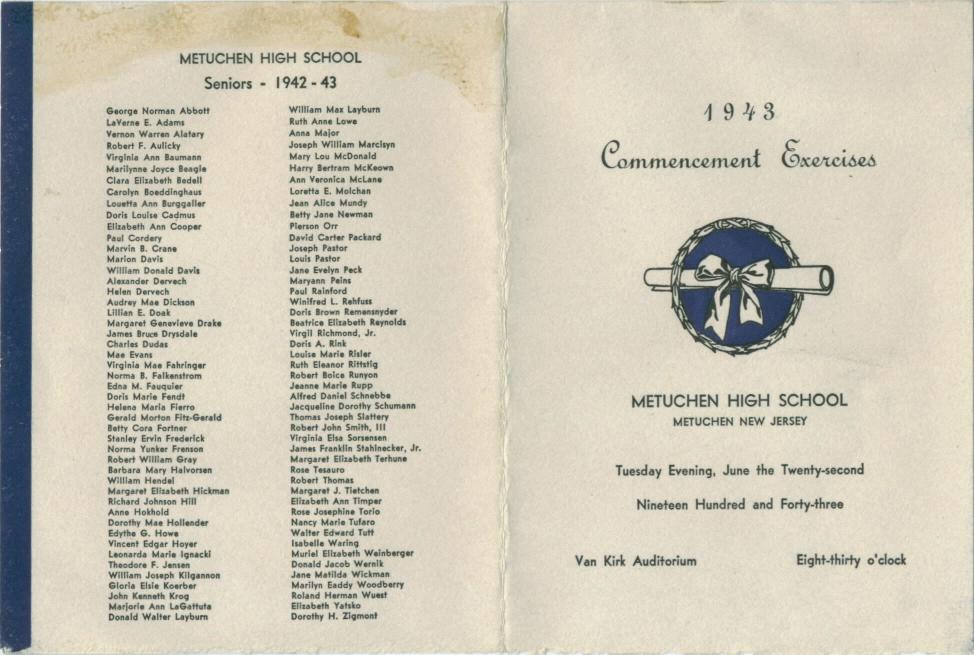 METUCHEN HIGH SCHOOL
Seniors - 1942 - 43
George Norman Abbott
LaVerne E. Adams
Vernon Warren Alatary
Robert F. Aulicky
Virginia Ann Baumann
Marilynne Joyce Beagle
Clara Elizabeth Bedell
Carolyn Boeddinghaus
Louetta Ann Burggaller
Doris Louise Cadmus
Elizabeth Ann Cooper
Paul Cordery
Marvin B. Crane
Marion Davis
William Donald Davis
Alexander Dervech
Helen Dervech
Audrey Mae Dickson
Lillian E. Doak
Margaret Genevieve Drake
James Bruce Drysdale
Charles Dudas
Mae Evans
Virginia Mae Fahringer
Norma B. Falkenstrom
Edna M. Fauquier
Doris Marie Fendt
Helena Maria Fierro
Gerald Morton Fitz-Gerald
Betty Cora Fortner
Stanley Ervin Frederick
Norma Yunker Frenson
Robert William Gray
Barbara Mary Halvorsen
William Hendel
Margaret Elizabeth Hickman
Richard Johnson Hill
Anne Hokhold
Dorothy Mae Hollender
Edythe G. Howe
Vincent Edgar Hoyer
Leonarda Marie Ignacki
Theodore F. Jensen
William Joseph Kilgannon
Gloria Elsie Koerber
John Kenneth Krog
Marjorie Ann LaGattuta
Donald Walter Layburn
William Max Layburn
Ruth Anne Lowe
Anna Major
Joseph William Marcisyn
Mary Lou McDonald
Harry Bertram McKeown
Ann Veronica McLane
Loretta E. Molchan
Jean Alice Mundy
Betty Jane Newman
Pierson Orr
David Carter Packard
Joseph Pastor
Louis Pastor
Jane Evelyn Peck
Maryann Peins
Paul Rainford
Winifred L. Rehfuss
Doris Brown Remensnyder
Beatrice Elizabeth Reynolds
Virgil Richmond, Jr.
Doris A. Rink
Louise Marie Risler
Ruth Eleanor Rittstig
Robert Boice Runyon
Jeanne Marie Rupp
Alfred Daniel Schnebbe
Jacqueline Dorothy Schumann
Thomas Joseph Slattery
Robert John Smith, III
Virginia Elsa Sorsensen
James Franklin Stahlnecker, Jr.
Margaret Elizabeth Terhune
Rose Tesauro
Robert Thomas
Margaret J. Tietchen
Elizabeth Ann Timper
Rose Josephine Torio
Nancy Marie Tufaro
Walter Edward Tutt
Isabelle Waring
Muriel Elizabeth Weinberger
Donald Jacob Wernik
Jane Matilda Wickman
Marilyn Eaddy Woodberry
Roland Herman Wuest
Elizabeth Yatsko
Dorothy H. Zigmont
1943
Commencement Exercises
METUCHEN HIGH SCHOOL
METUCHEN NEW JERSEY
Tuesday Evening, June the Twenty-second
Nineteen Hundred and Forty-three
Van Kirk Auditorium Eight-thirty o'clock